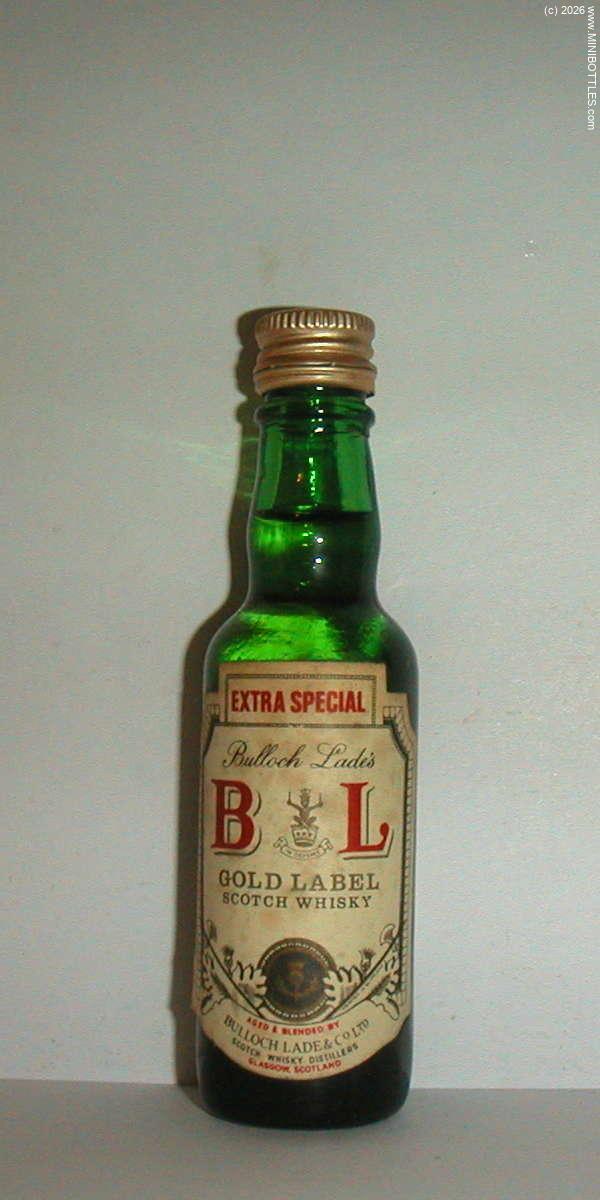 (c) 2026 www.MINIBOTTLES.com
EXTRA SPECIAL
Bulloch Lade's
B L
GOLD LABEL
SCOTCH WHISKY
AGED & BLENDED BY
BULLOCH LADE & CO LTD
SCOTCH WHISKY DISTILLERS
GLASGOW, SCOTLAND